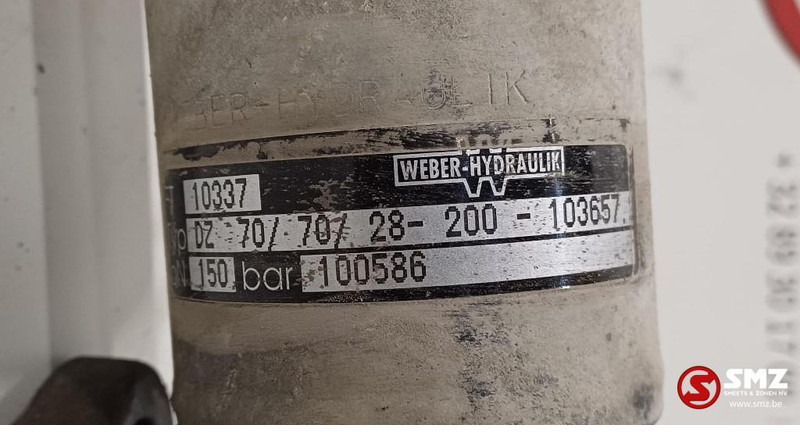 WEBER-HYDRAULIK
10337
DZ 70/ 70/ 28- 200 - 103657
150 bar 100586
SMZ
SMEETS & ZONEN NV
www.smz.be